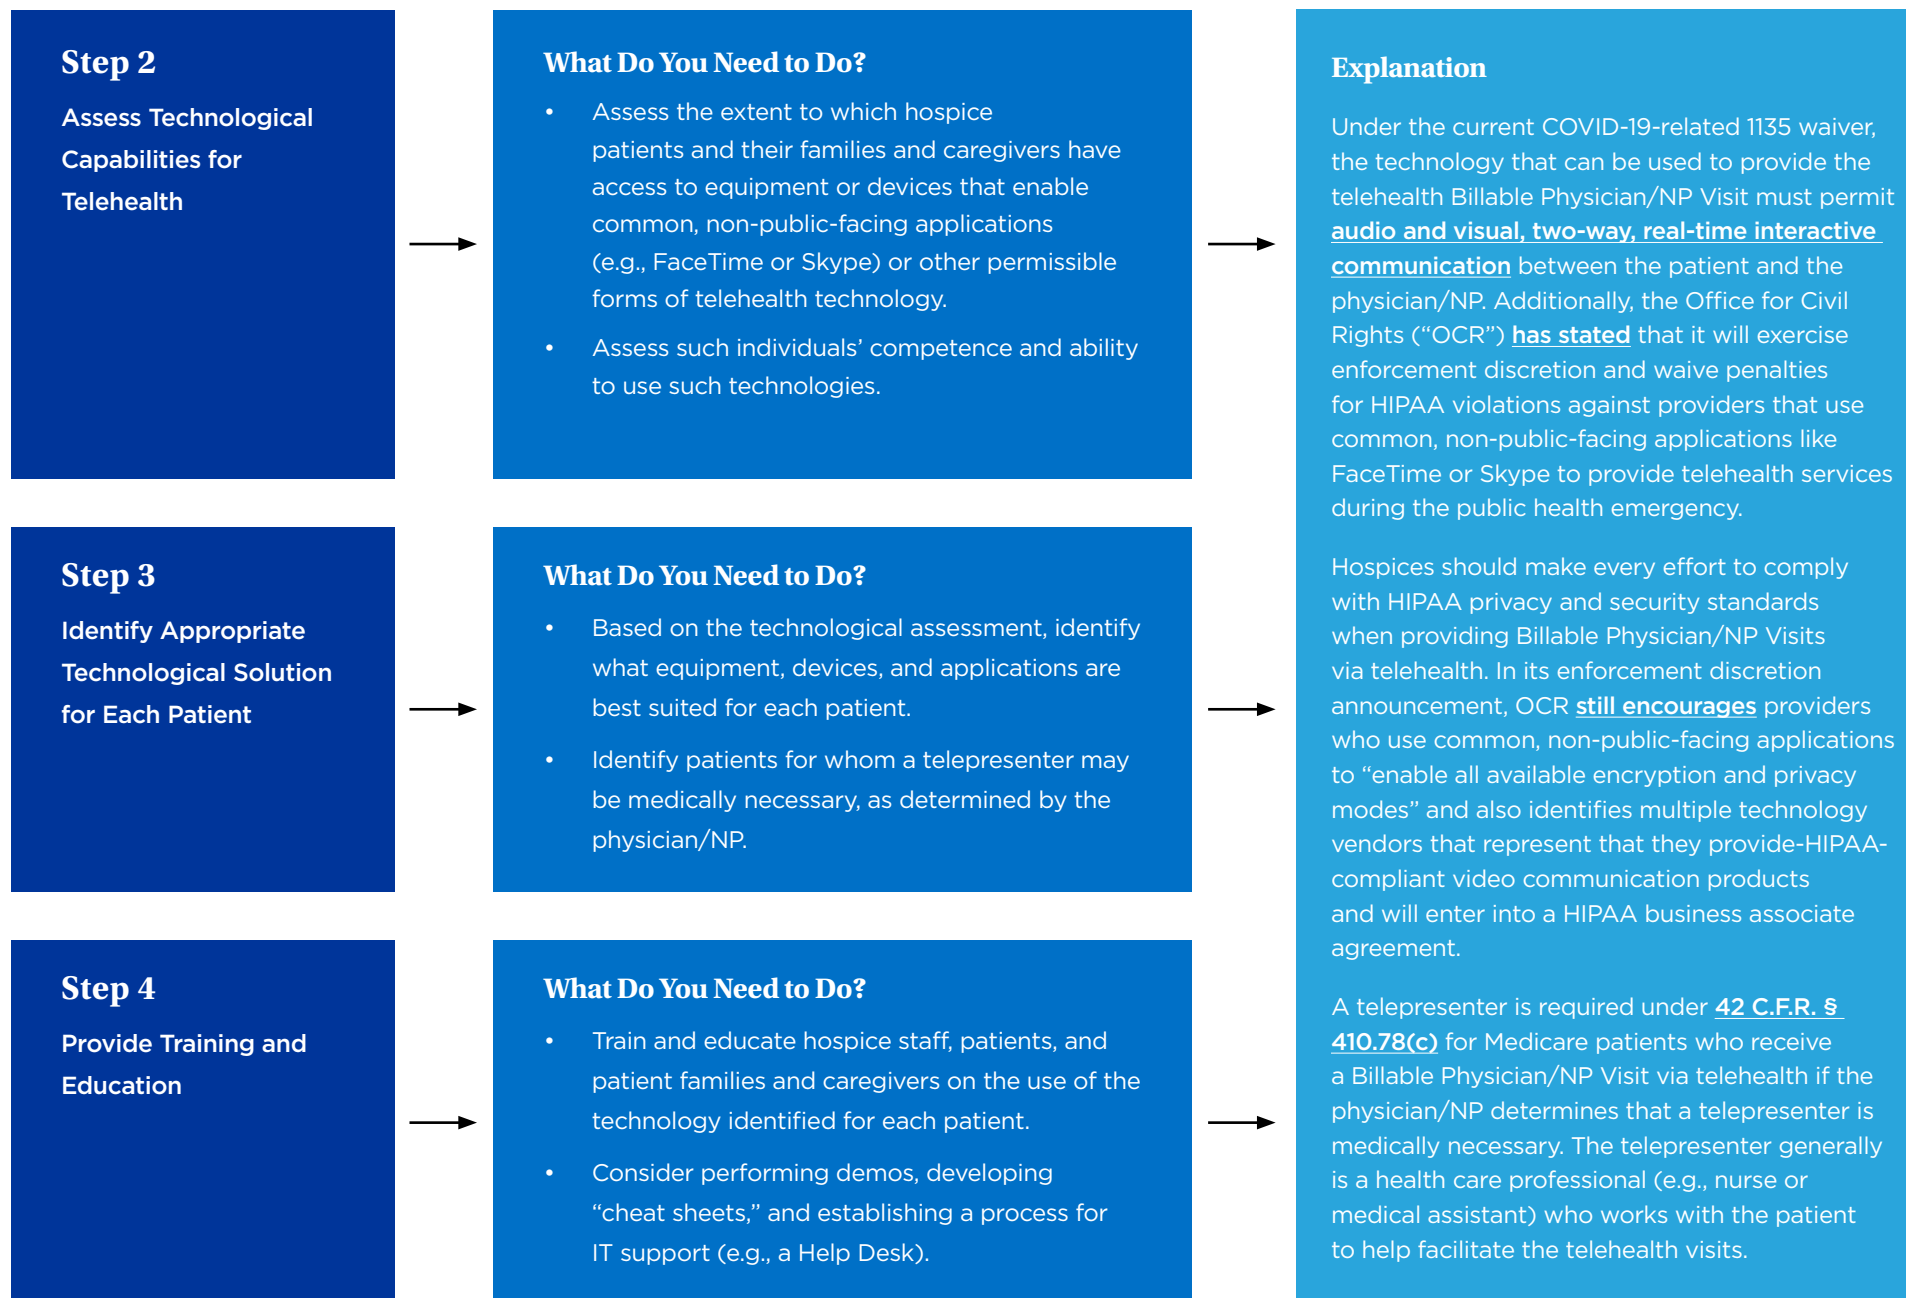 Step 2
Assess Technological
Capabilities for
Telehealth
What Do You Need to Do?
• Assess the extent to which hospice
patients and their families and caregivers have
access to equipment or devices that enable
common, non-public-facing applications
(e.g., FaceTime or Skype) or other permissible
forms of telehealth technology.
• Assess such individuals’ competence and ability
to use such technologies.
Step 3
Identify Appropriate
Technological Solution
for Each Patient
What Do You Need to Do?
• Based on the technological assessment, identify
what equipment, devices, and applications are
best suited for each patient.
• Identify patients for whom a telepresenter may
be medically necessary, as determined by the
physician/NP.
Step 4
Provide Training and
Education
What Do You Need to Do?
• Train and educate hospice staff, patients, and
patient families and caregivers on the use of the
technology identified for each patient.
• Consider performing demos, developing
“cheat sheets,” and establishing a process for
IT support (e.g., a Help Desk).
Explanation
Under the current COVID-19-related 1135 waiver,
the technology that can be used to provide the
telehealth Billable Physician/NP Visit must permit
audio and visual, two-way, real-time interactive
communication between the patient and the
physician/NP. Additionally, the Office for Civil
Rights (“OCR”) has stated that it will exercise
enforcement discretion and waive penalties
for HIPAA violations against providers that use
common, non-public-facing applications like
FaceTime or Skype to provide telehealth services
during the public health emergency.
Hospices should make every effort to comply
with HIPAA privacy and security standards
when providing Billable Physician/NP Visits
via telehealth. In its enforcement discretion
announcement, OCR still encourages providers
who use common, non-public-facing applications
to “enable all available encryption and privacy
modes” and also identifies multiple technology
vendors that represent that they provide-HIPAA-
compliant video communication products
and will enter into a HIPAA business associate
agreement.
A telepresenter is required under 42 C.F.R. §
410.78(c) for Medicare patients who receive
a Billable Physician/NP Visit via telehealth if the
physician/NP determines that a telepresenter is
medically necessary. The telepresenter generally
is a health care professional (e.g., nurse or
medical assistant) who works with the patient
to help facilitate the telehealth visits.